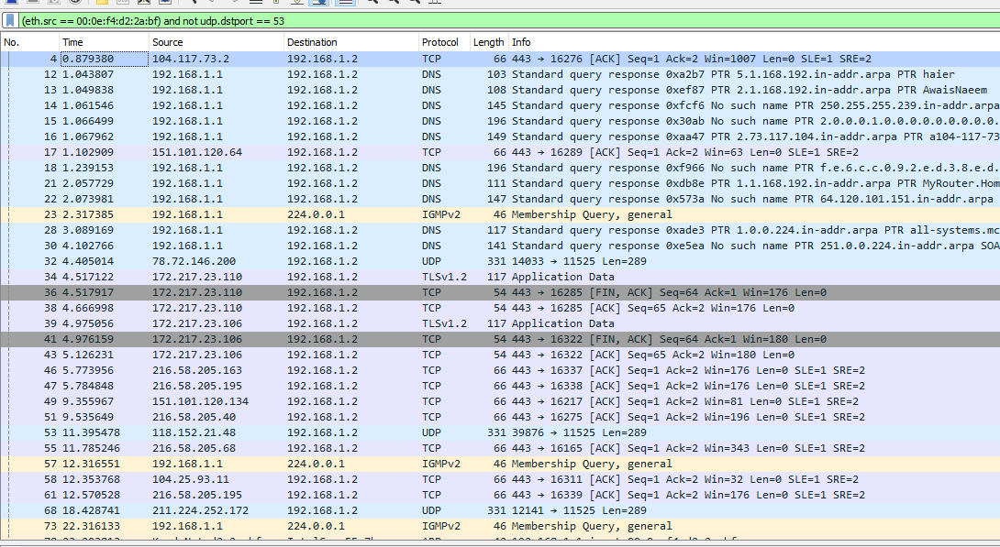 (eth.src == 00:0e:f4:d2:2a:bf) and not udp.dstport == 53
No. Time Source Destination Protocol Length Info
4 0.879380 104.117.73.2 192.168.1.2 TCP 66 443 → 16276 [ACK] Seq=1 Ack=2 Win=1007 Len=0 SLE=1 SRE=2
12 1.043807 192.168.1.1 192.168.1.2 DNS 103 Standard query response 0xa2b7 PTR 5.1.168.192.in-addr.arpa PTR haier
13 1.049838 192.168.1.1 192.168.1.2 DNS 108 Standard query response 0xef87 PTR 2.1.168.192.in-addr.arpa PTR AwaisNaeem
14 1.061546 192.168.1.1 192.168.1.2 DNS 145 Standard query response 0xfcf6 No such name PTR 250.255.255.239.in-addr.arpa
15 1.066499 192.168.1.1 192.168.1.2 DNS 196 Standard query response 0x30ab No such name PTR 2.0.0.0.1.0.0.0.0.0.0.0.0.
16 1.067962 192.168.1.1 192.168.1.2 DNS 149 Standard query response 0xaa47 PTR 2.73.117.104.in-addr.arpa PTR a104-117-73
17 1.102909 151.101.120.64 192.168.1.2 TCP 66 443 → 16289 [ACK] Seq=1 Ack=2 Win=63 Len=0 SLE=1 SRE=2
18 1.239153 192.168.1.1 192.168.1.2 DNS 196 Standard query response 0xf966 No such name PTR f.e.6.c.c.0.9.2.e.d.3.8.e.d.
21 2.057729 192.168.1.1 192.168.1.2 DNS 111 Standard query response 0xdb8e PTR 1.1.168.192.in-addr.arpa PTR MyRouter.Hom
22 2.073981 192.168.1.1 192.168.1.2 DNS 147 Standard query response 0x573a No such name PTR 64.120.101.151.in-addr.arpa
23 2.317385 192.168.1.1 224.0.0.1 IGMPv2 46 Membership Query, general
28 3.089169 192.168.1.1 192.168.1.2 DNS 117 Standard query response 0xade3 PTR 1.0.0.224.in-addr.arpa PTR all-systems.mc
30 4.102766 192.168.1.1 192.168.1.2 DNS 141 Standard query response 0xe5ea No such name PTR 251.0.0.224.in-addr.arpa SOA
32 4.405014 78.72.146.200 192.168.1.2 UDP 331 14033 → 11525 Len=289
34 4.517122 172.217.23.110 192.168.1.2 TLSv1.2 117 Application Data
36 4.517917 172.217.23.110 192.168.1.2 TCP 54 443 → 16285 [FIN, ACK] Seq=64 Ack=1 Win=176 Len=0
38 4.666998 172.217.23.110 192.168.1.2 TCP 54 443 → 16285 [ACK] Seq=65 Ack=2 Win=176 Len=0
39 4.975056 172.217.23.106 192.168.1.2 TLSv1.2 117 Application Data
41 4.976159 172.217.23.106 192.168.1.2 TCP 54 443 → 16322 [FIN, ACK] Seq=64 Ack=1 Win=180 Len=0
43 5.126231 172.217.23.106 192.168.1.2 TCP 54 443 → 16322 [ACK] Seq=65 Ack=2 Win=180 Len=0
46 5.773956 216.58.205.163 192.168.1.2 TCP 66 443 → 16337 [ACK] Seq=1 Ack=2 Win=176 Len=0 SLE=1 SRE=2
47 5.784848 216.58.205.195 192.168.1.2 TCP 66 443 → 16338 [ACK] Seq=1 Ack=2 Win=176 Len=0 SLE=1 SRE=2
49 9.355967 151.101.120.134 192.168.1.2 TCP 66 443 → 16217 [ACK] Seq=1 Ack=2 Win=81 Len=0 SLE=1 SRE=2
51 9.535649 216.58.205.40 192.168.1.2 TCP 66 443 → 16275 [ACK] Seq=1 Ack=2 Win=196 Len=0 SLE=1 SRE=2
53 11.395478 118.152.21.48 192.168.1.2 UDP 331 39876 → 11525 Len=289
55 11.785246 216.58.205.68 192.168.1.2 TCP 66 443 → 16165 [ACK] Seq=1 Ack=2 Win=343 Len=0 SLE=1 SRE=2
57 12.316551 192.168.1.1 224.0.0.1 IGMPv2 46 Membership Query, general
58 12.353768 104.25.93.11 192.168.1.2 TCP 66 443 → 16311 [ACK] Seq=1 Ack=2 Win=32 Len=0 SLE=1 SRE=2
61 12.570528 216.58.205.195 192.168.1.2 TCP 66 443 → 16339 [ACK] Seq=1 Ack=2 Win=176 Len=0 SLE=1 SRE=2
68 18.428741 211.224.252.172 192.168.1.2 UDP 331 12141 → 11525 Len=289
73 22.316133 192.168.1.1 224.0.0.1 IGMPv2 46 Membership Query, general